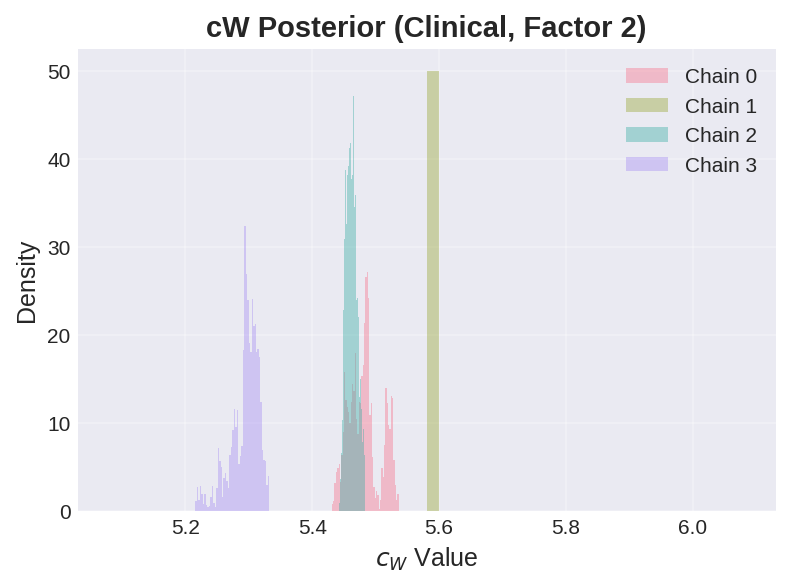 cW Posterior (Clinical, Factor 2)
50
40
30
20
10
0
Density
5.2
5.4
5.6
5.8
6.0
c_W Value
Chain 0
Chain 1
Chain 2
Chain 3